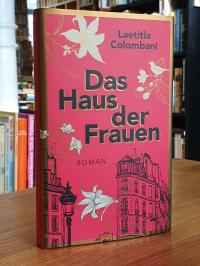 Laetitia
Colombani
Das
Haus
der
Frauen
ROMAN